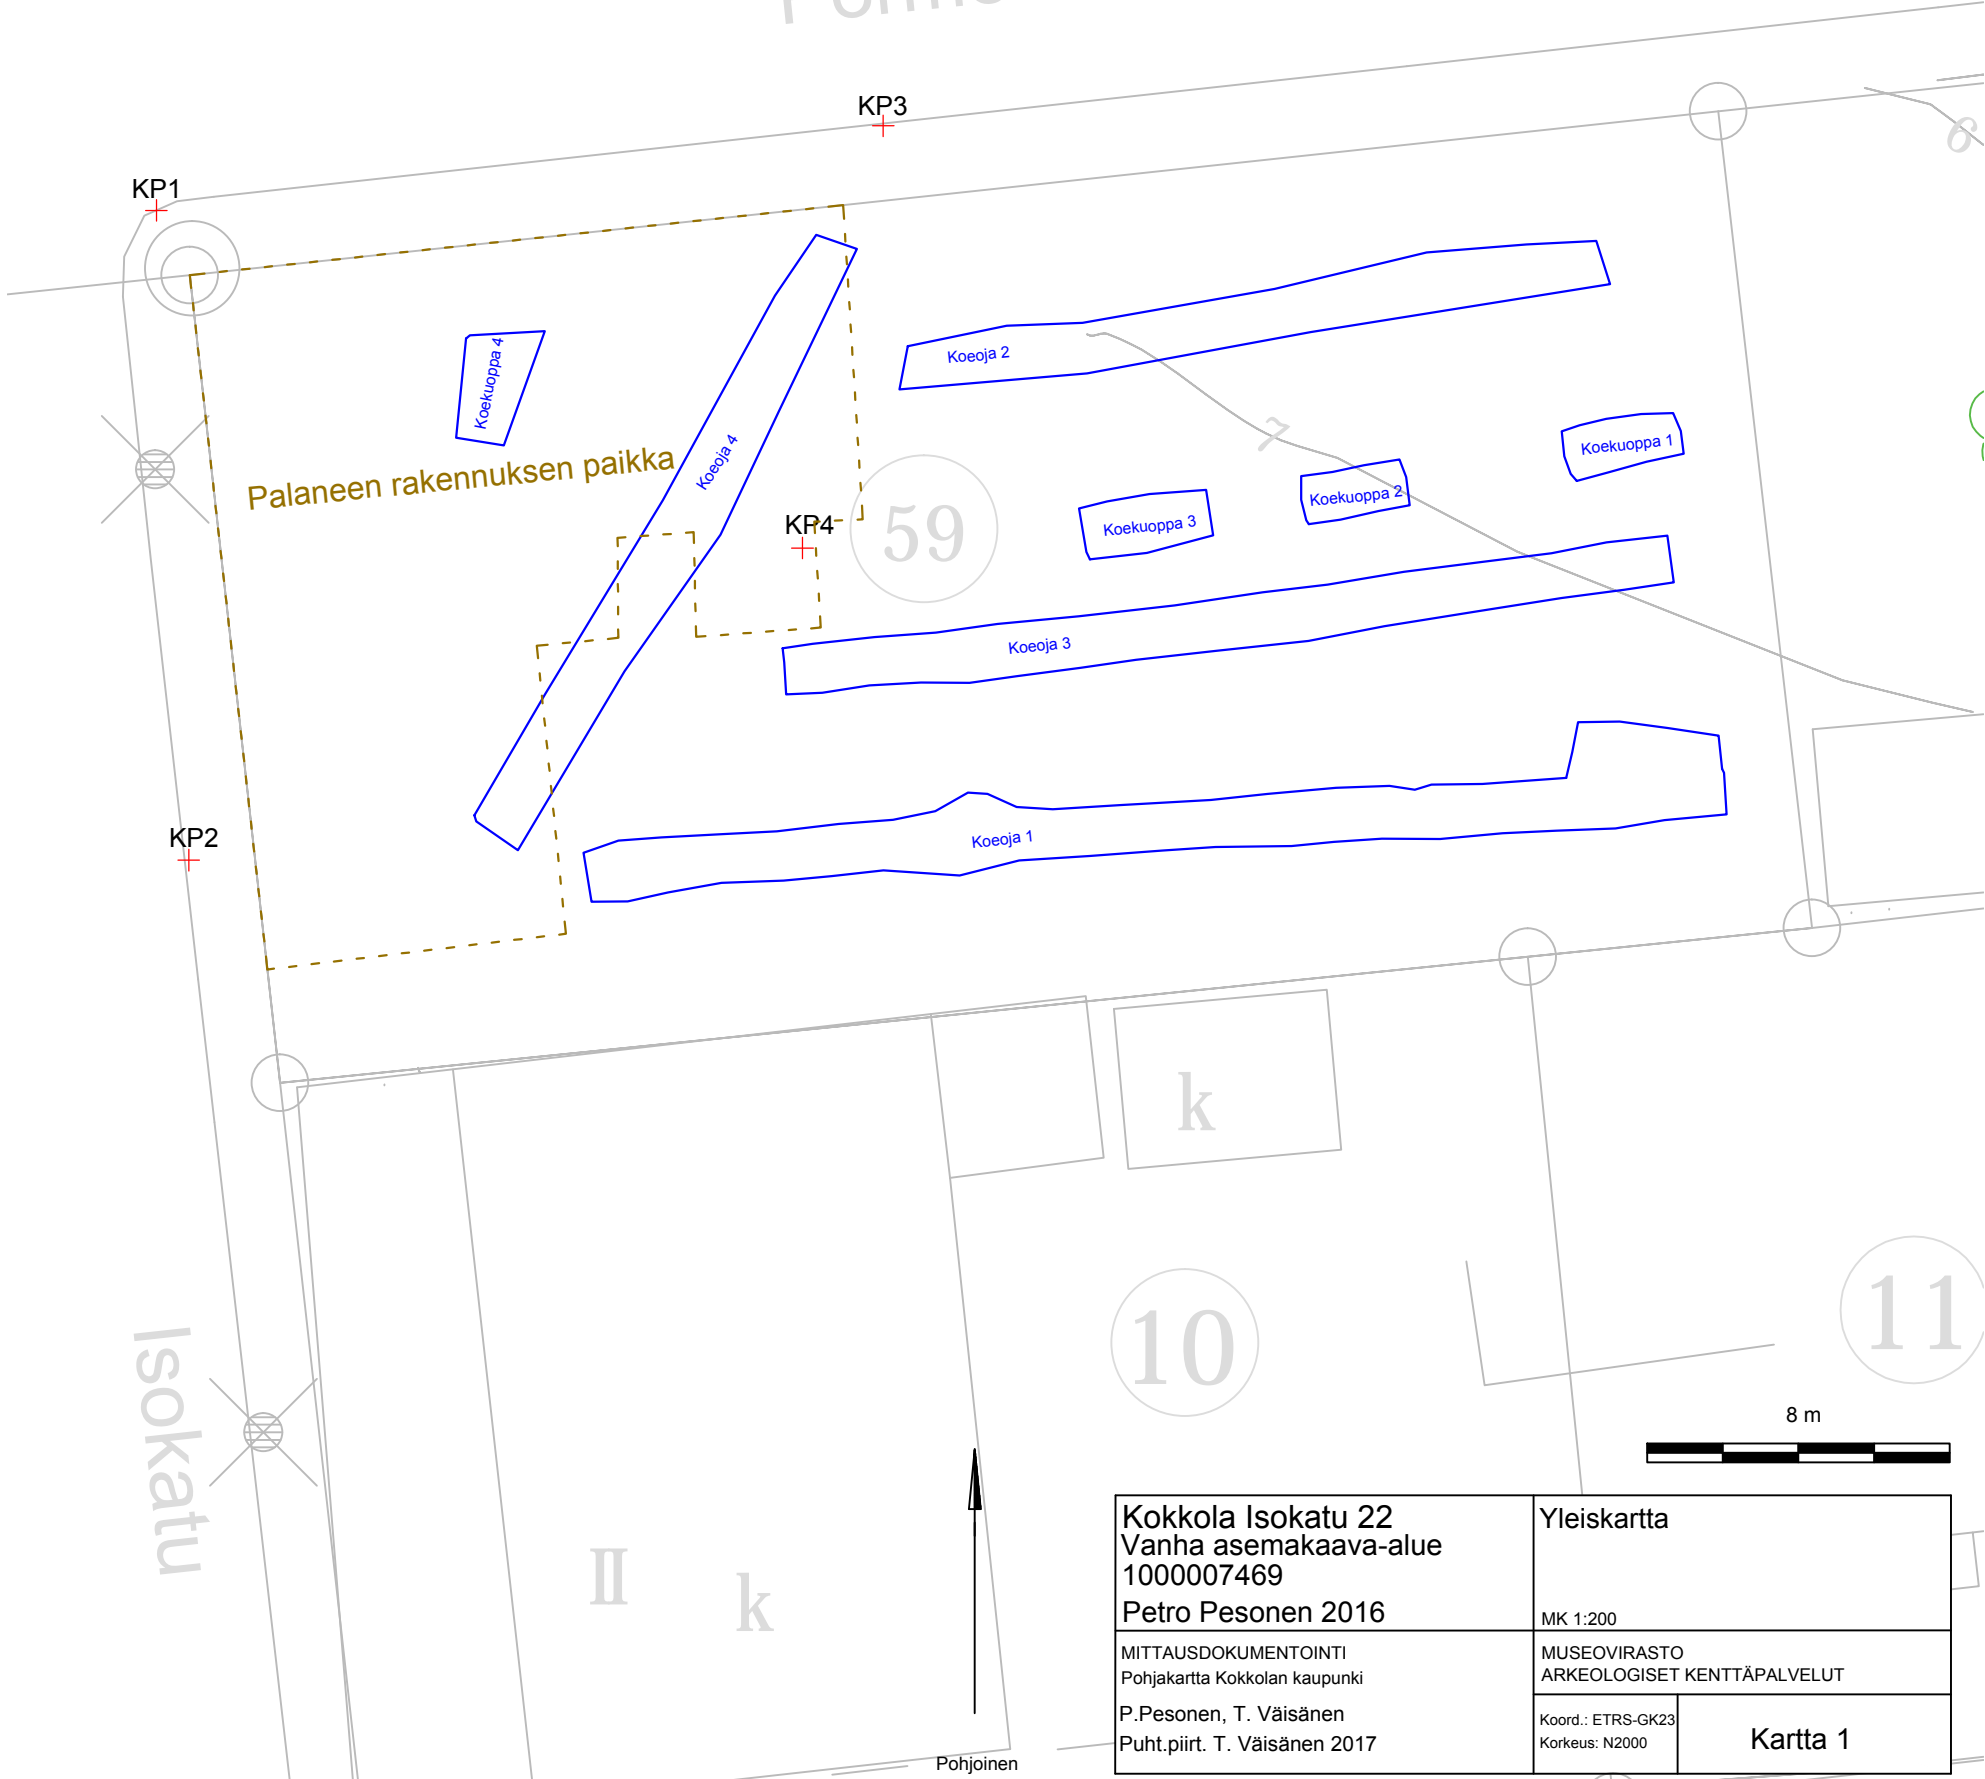 KP3
KP1
6
Koekuoppa 4
Koeoja 2
7
Koekuoppa 1
Koeoja 4
Palaneen rakennuksen paikka
Koekuoppa 2
KP4
59
Koekuoppa 3
Koeoja 3
KP2
Koeoja 1
k
10
11
Isokatu
8 m
II
k
Pohjoinen
Kokkola Isokatu 22
Vanha asemakaava-alue
1000007469
Petro Pesonen 2016
Yleiskartta
MK 1:200
MITTAUSDOKUMENTOINTI
Pohjakartta Kokkolan kaupunki
P.Pesonen, T. Väisänen
Puht.piirt. T. Väisänen 2017
MUSEOVIRASTO
ARKEOLOGISET KENTTÄPALVELUT
Koord.: ETRS-GK23
Korkeus: N2000
Kartta 1